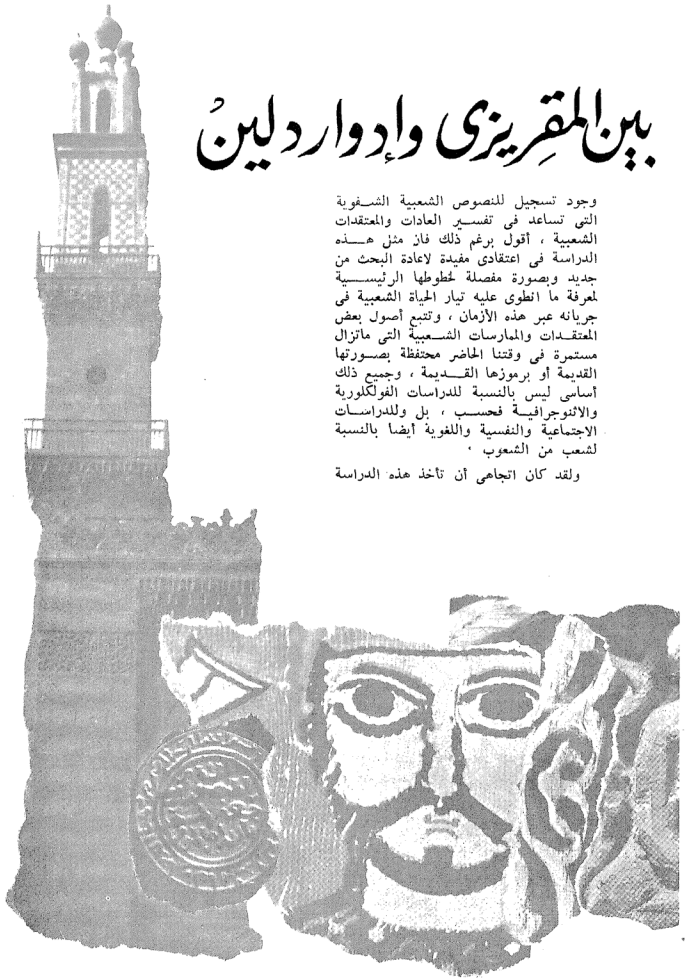 بين المقريزى وإدوارد لين
وجود تسجيل للنصوص الشعبية الشفوية
التى تساعد فى تفسير العادات والمعتقدات
الشعبية ، أقول برغم ذلك فان مثل هذه
الدراسة فى اعتقادى مفيدة لاعادة البحث من
جديد وبصورة مفصلة لخطوطها الرئيسية
لمعرفة ما انطوى عليه تيار الحياة الشعبية فى
جريانه عبر هذه الأزمان ، وتتبع أصول بعض
المعتقدات والممارسات الشعبية التى ماتزال
مستمرة فى وقتنا الحاضر محتفظة بصورتها
القديمة أو برموزها القديمة ، وجميع ذلك
أساسى ليس بالنسبة للدراسات الفولكلورية
والاثنوجرافية فحسب ، بل وللدراسات
الاجتماعية والنفسية واللغوية أيضا بالنسبة
لشعب من الشعوب ·
ولقد كان اتجاهى أن تأخذ هذه الدراسة